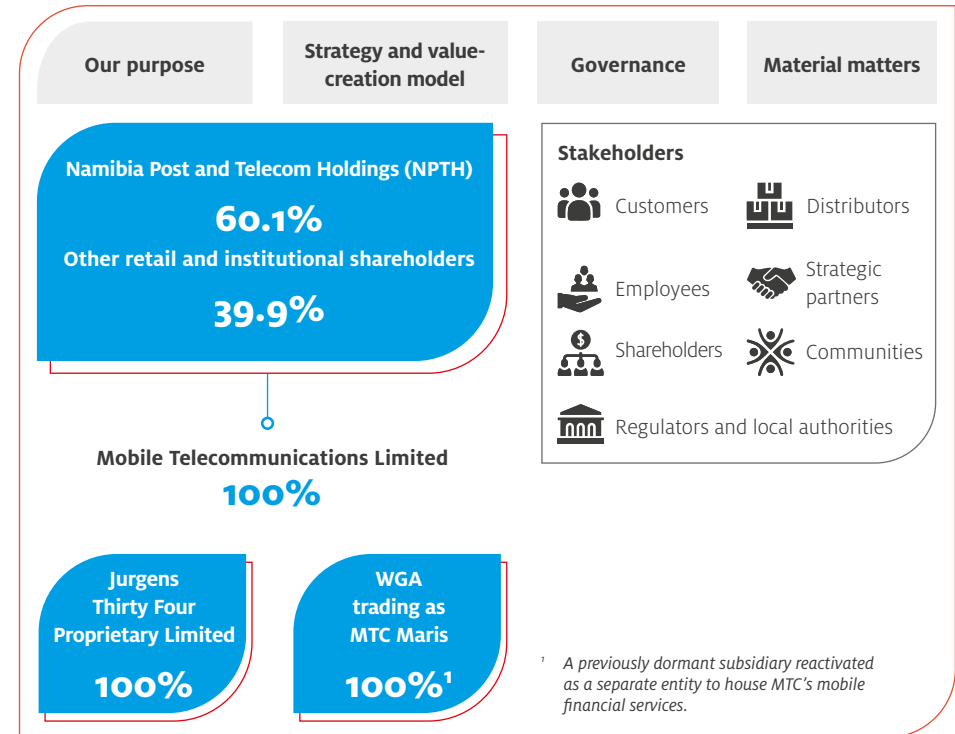 Our purpose
Strategy and value-
creation model
Governance
Material matters
Namibia Post and Telecom Holdings (NPTH)
60.1%
Other retail and institutional shareholders
39.9%
Mobile Telecommunications Limited
100%
Jurgens
Thirty Four
Proprietary Limited
100%
WGA
trading as
MTC Maris
100%¹
Stakeholders
Customers
Distributors
Employees
Strategic
partners
$
Shareholders
Communities
Regulators and local authorities
¹ A previously dormant subsidiary reactivated
as a separate entity to house MTC’s mobile
financial services.